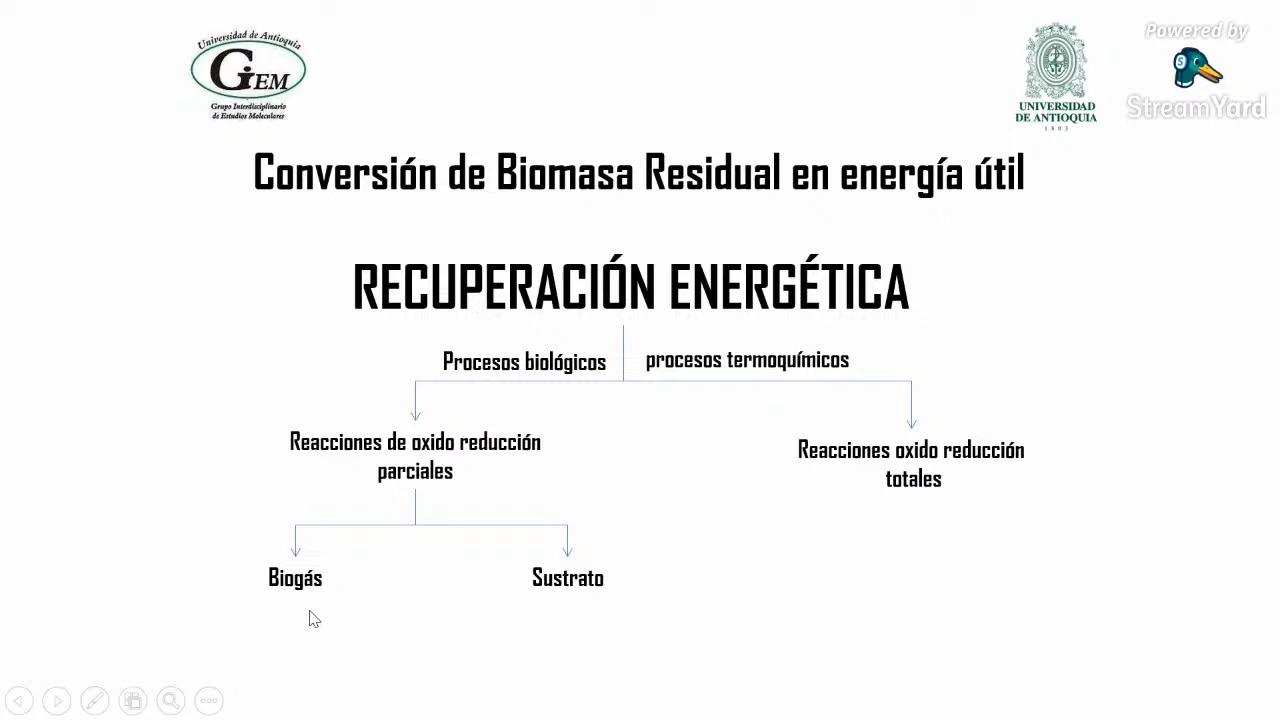 Universidad de Antioquia
GIEM
Grupo Interdisciplinario
de Estudios Moleculares
UNIVERSIDAD
DE ANTIOQUIA
1803
Powered by
StreamYard
Conversión de Biomasa Residual en energía útil
RECUPERACIÓN ENERGÉTICA
Procesos biológicos
procesos termoquímicos
Reacciones de oxido reducción
parciales
Reacciones oxido reducción
totales
Biogás
Sustrato